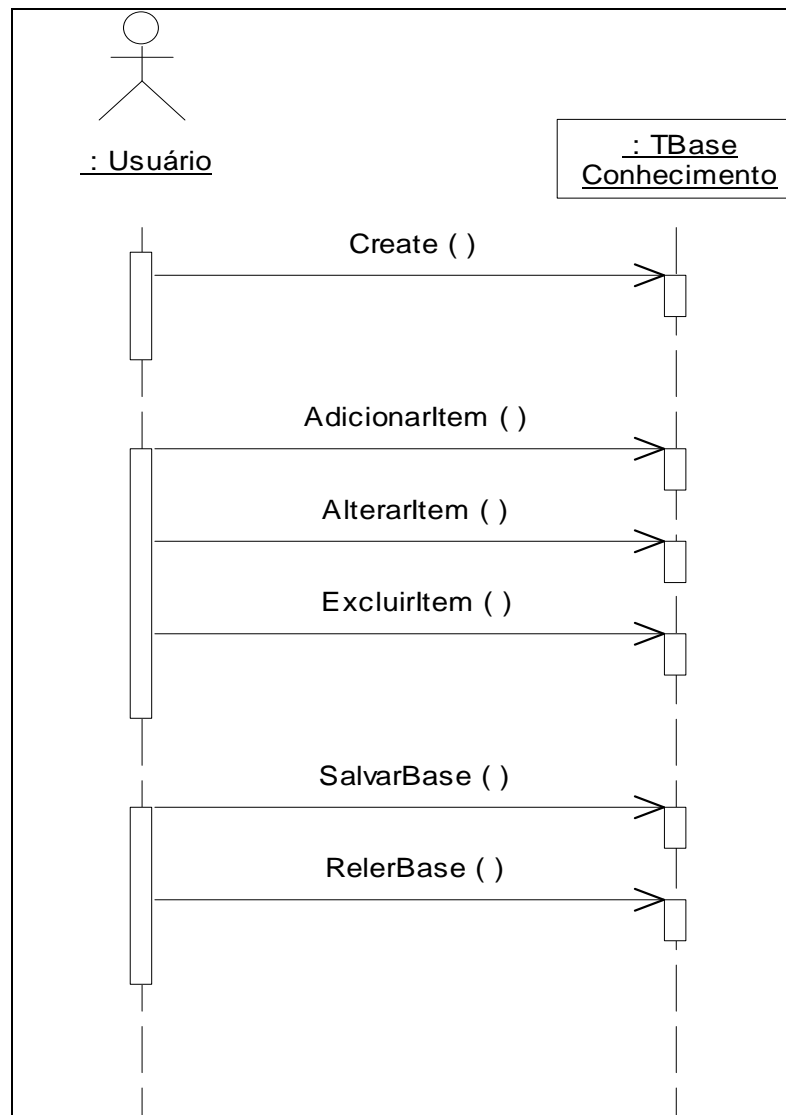 : Usuário
: TBase
Conhecimento
Create ( )
AdicionarItem ( )
AlterarItem ( )
ExcluirItem ( )
SalvarBase ( )
RelerBase ( )